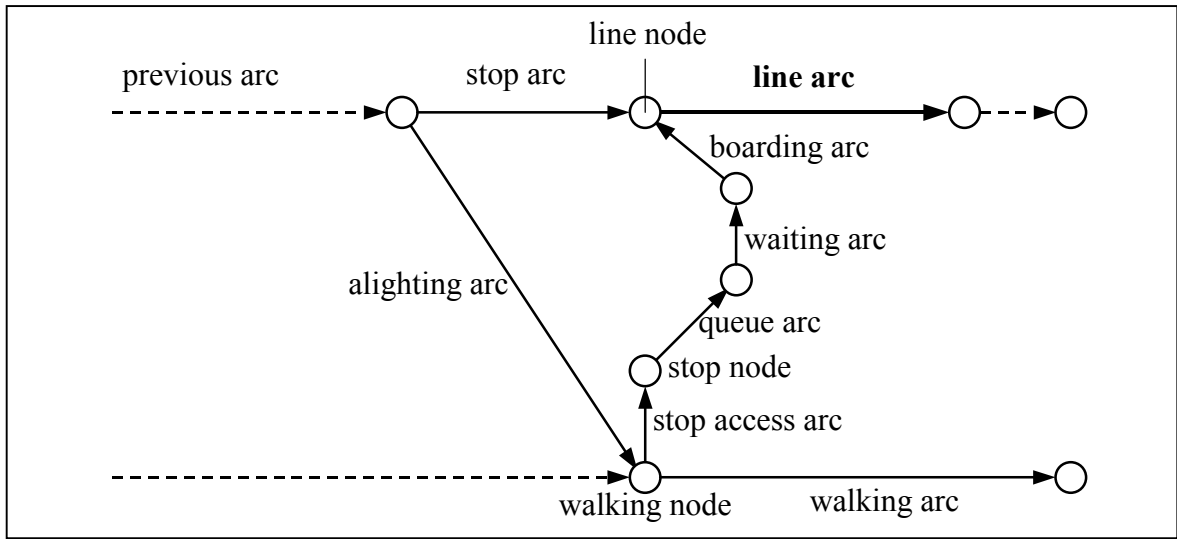 line node
previous arc
stop arc
line arc
boarding arc
waiting arc
alighting arc
queue arc
stop node
stop access arc
walking node
walking arc